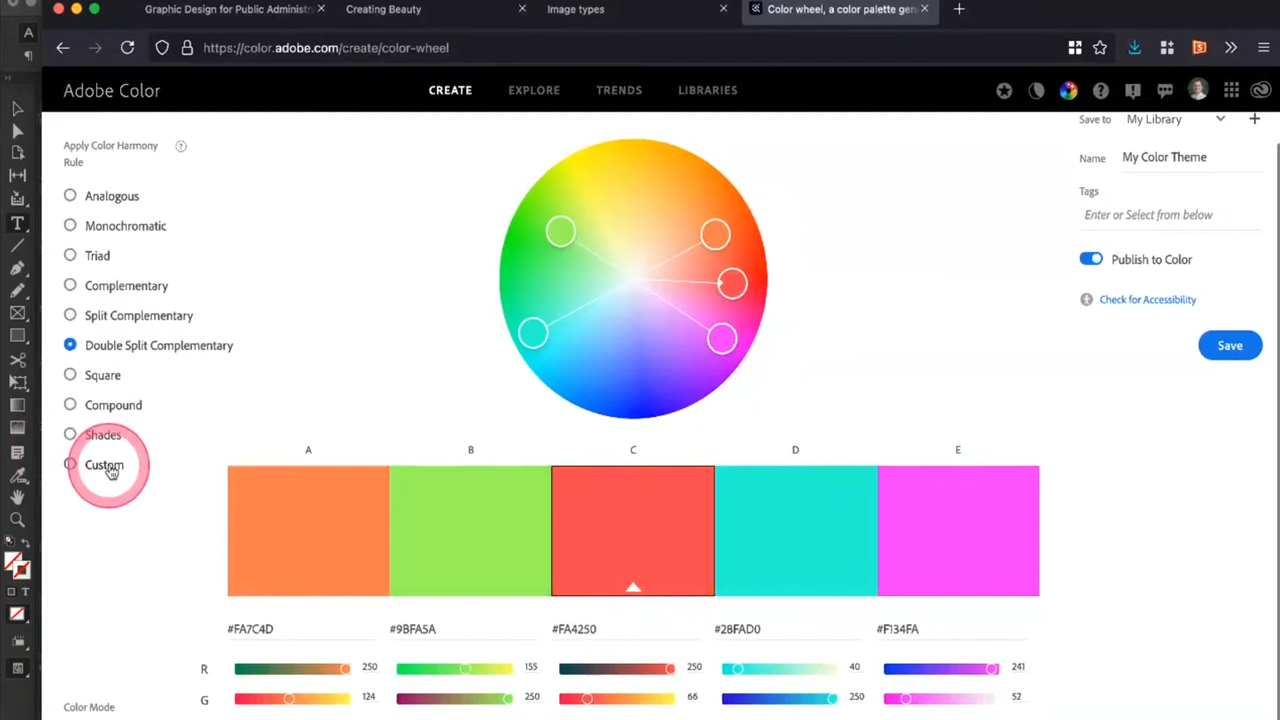 Graphic Design for Public Administr
Creating Beauty
Image types
Color wheel, a color palette gen
https://color.adobe.com/create/color-wheel
Adobe Color
CREATE
EXPLORE
TRENDS
LIBRARIES
Apply Color Harmony
Rule
Analogous
Monochromatic
Triad
Complementary
Split Complementary
Double Split Complementary
Square
Compound
Shades
Custom
Save to
My Library
Name
My Color Theme
Tags
Enter or Select from below
Publish to Color
Check for Accessibility
Save
A
B
C
D
E
#FA7C4D
#9BFA5A
#FA4250
#28FAD0
#F134FA
R
250
155
250
40
241
G
124
250
66
250
52
Color Mode